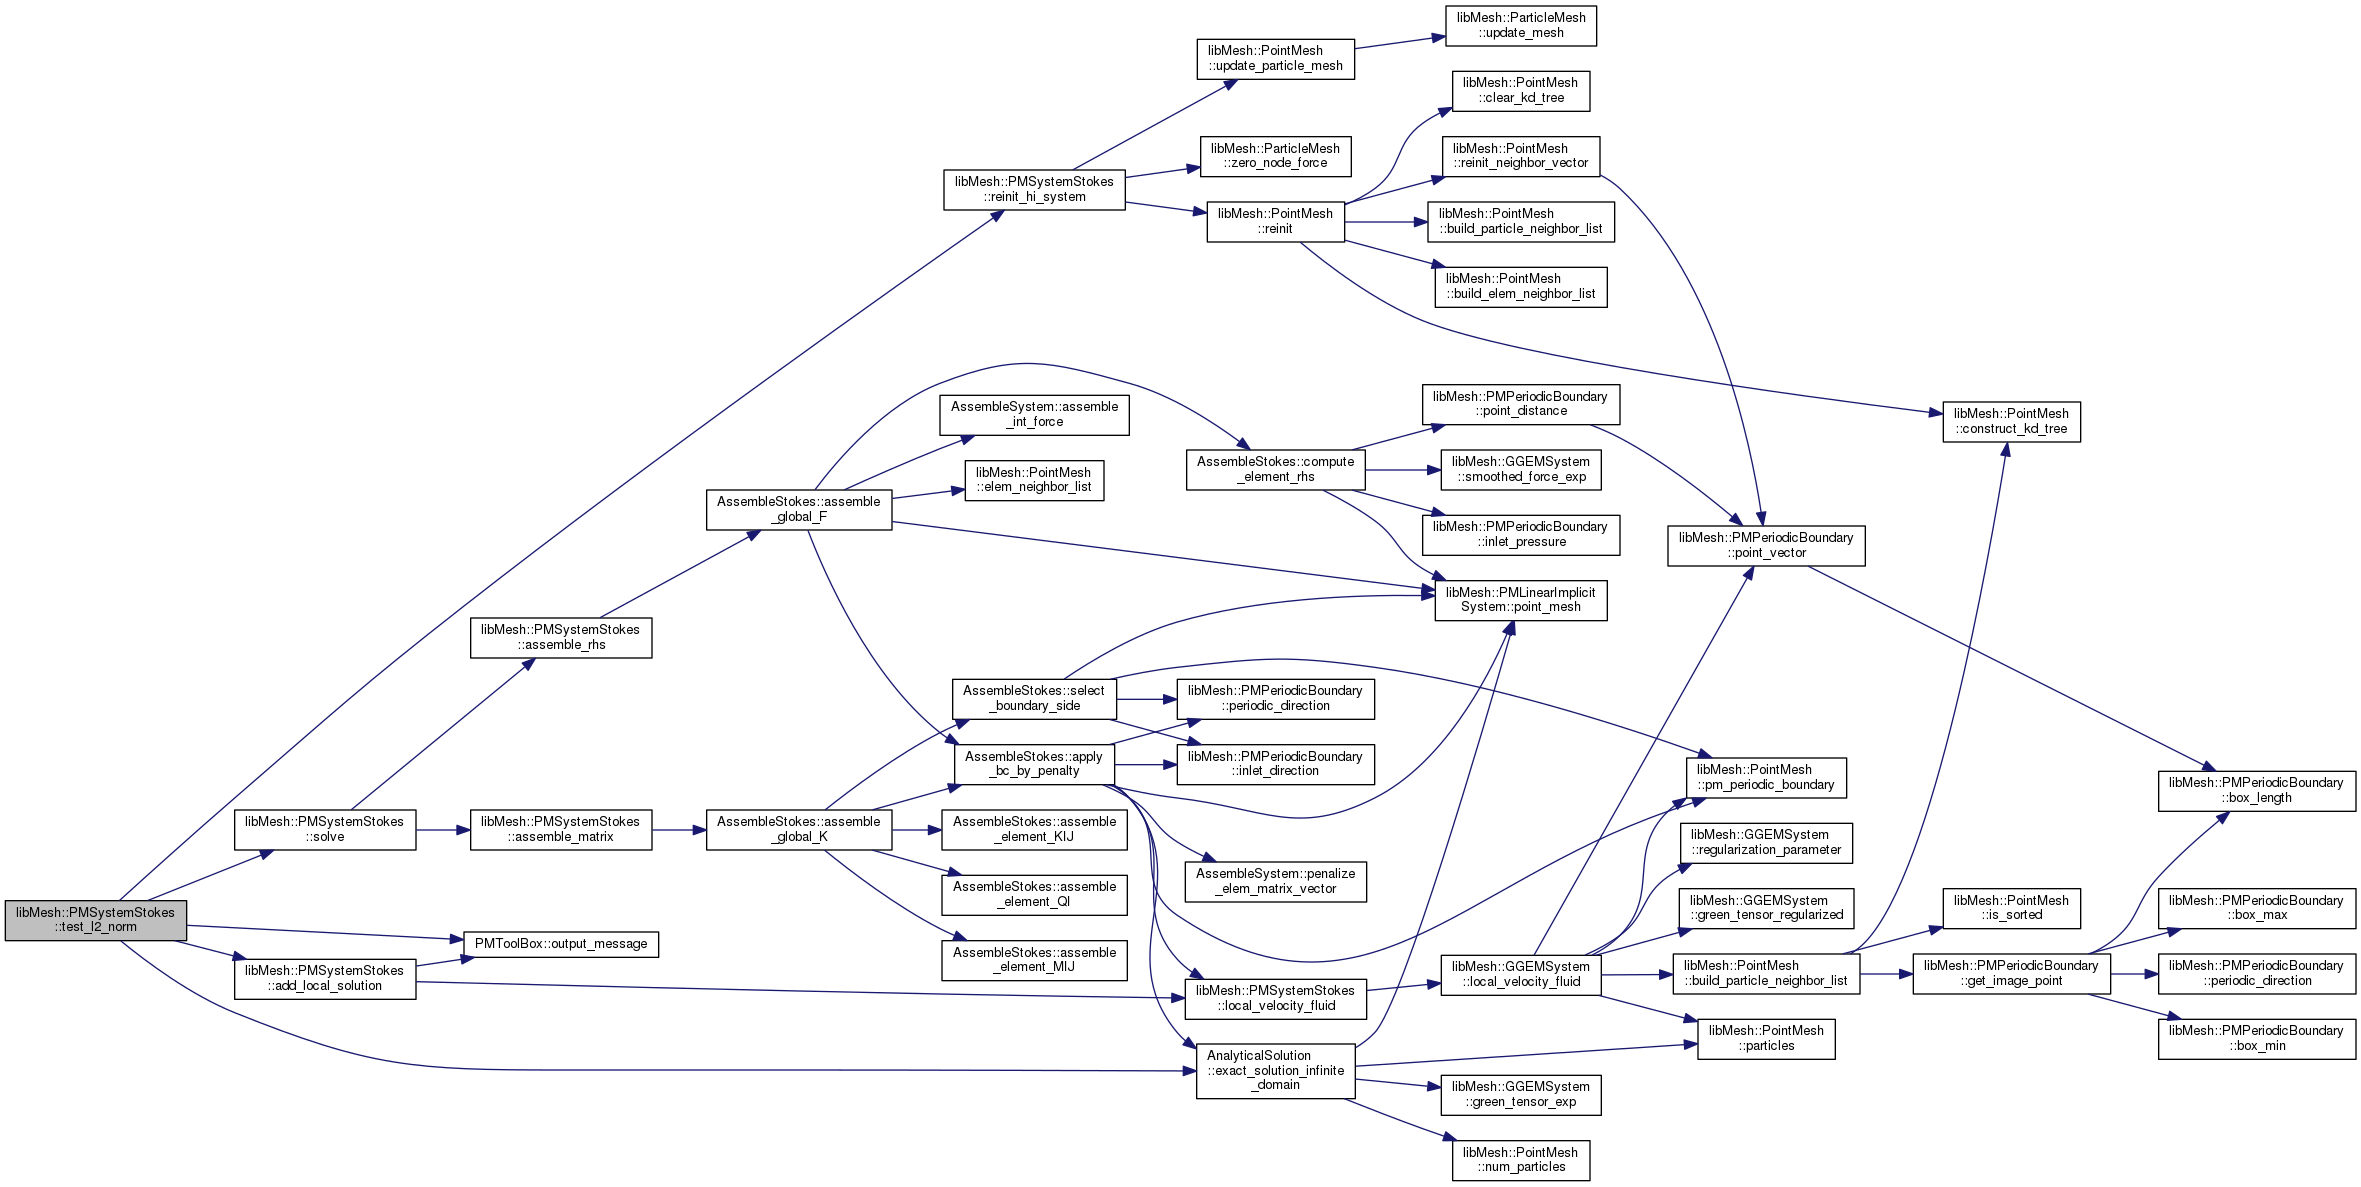 libMesh::ParticleMesh
::update_mesh
libMesh::PointMesh
::update_particle_mesh
libMesh::PointMesh
::clear_kd_tree
libMesh::ParticleMesh
::zero_node_force
libMesh::PointMesh
::reinit_neighbor_vector
libMesh::PMSystemStokes
::reinit_hi_system
libMesh::PointMesh
::reinit
libMesh::PointMesh
::build_particle_neighbor_list
libMesh::PointMesh
::build_elem_neighbor_list
AssembleSystem::assemble
_int_force
libMesh::PMPeriodicBoundary
::point_distance
libMesh::PointMesh
::construct_kd_tree
AssembleStokes::compute
_element_rhs
libMesh::GGEMSystem
::smoothed_force_exp
libMesh::PointMesh
::elem_neighbor_list
AssembleStokes::assemble
_global_F
libMesh::PMPeriodicBoundary
::inlet_pressure
libMesh::PMPeriodicBoundary
::point_vector
libMesh::PMLinearImplicit
System::point_mesh
libMesh::PMSystemStokes
::assemble_rhs
AssembleStokes::select
_boundary_side
libMesh::PMPeriodicBoundary
::periodic_direction
AssembleStokes::apply
_bc_by_penalty
libMesh::PMPeriodicBoundary
::inlet_direction
libMesh::PointMesh
::pm_periodic_boundary
libMesh::PMPeriodicBoundary
::box_length
libMesh::PMSystemStokes
::solve
libMesh::PMSystemStokes
::assemble_matrix
AssembleStokes::assemble
_global_K
AssembleStokes::assemble
_element_KIJ
libMesh::GGEMSystem
::regularization_parameter
AssembleStokes::assemble
_element_QI
AssembleSystem::penalize
_elem_matrix_vector
libMesh::GGEMSystem
::green_tensor_regularized
libMesh::PointMesh
::is_sorted
libMesh::PMPeriodicBoundary
::box_max
libMesh::PMSystemStokes
::test_l2_norm
PMToolBox::output_message
AssembleStokes::assemble
_element_MIJ
libMesh::PMSystemStokes
::add_local_solution
libMesh::GGEMSystem
::local_velocity_fluid
libMesh::PointMesh
::build_particle_neighbor_list
libMesh::PMPeriodicBoundary
::get_image_point
libMesh::PMPeriodicBoundary
::periodic_direction
libMesh::PMSystemStokes
::local_velocity_fluid
libMesh::PointMesh
::particles
libMesh::PMPeriodicBoundary
::box_min
AnalyticalSolution
::exact_solution_infinite
_domain
libMesh::GGEMSystem
::green_tensor_exp
libMesh::PointMesh
::num_particles